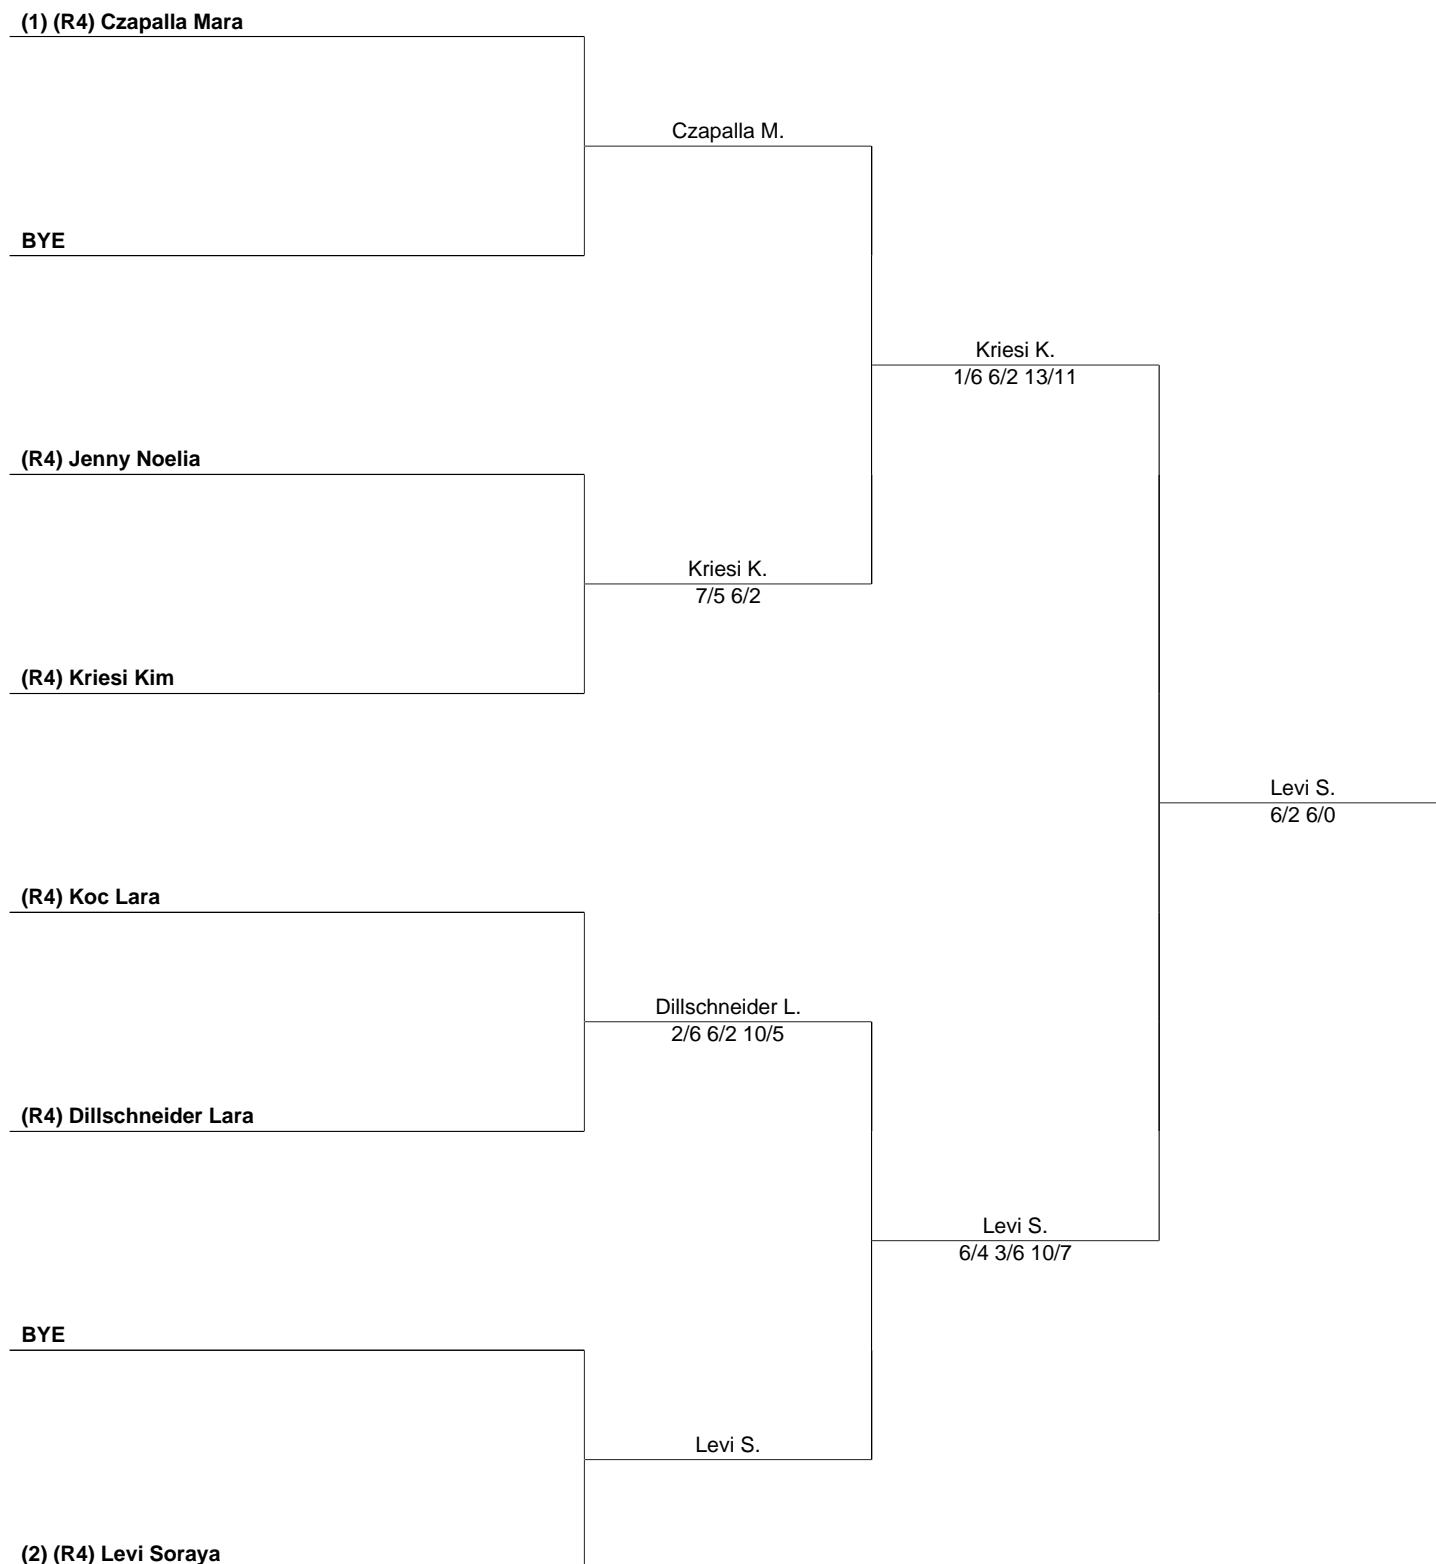 (1) (R4) Czapalla Mara
Czapalla M.
BYE
Kriesi K.
1/6 6/2 13/11
(R4) Jenny Noelia
Kriesi K.
7/5 6/2
(R4) Kriesi Kim
Levi S.
6/2 6/0
(R4) Koc Lara
Dillschneider L.
2/6 6/2 10/5
(R4) Dillschneider Lara
Levi S.
6/4 3/6 10/7
BYE
Levi S.
(2) (R4) Levi Soraya